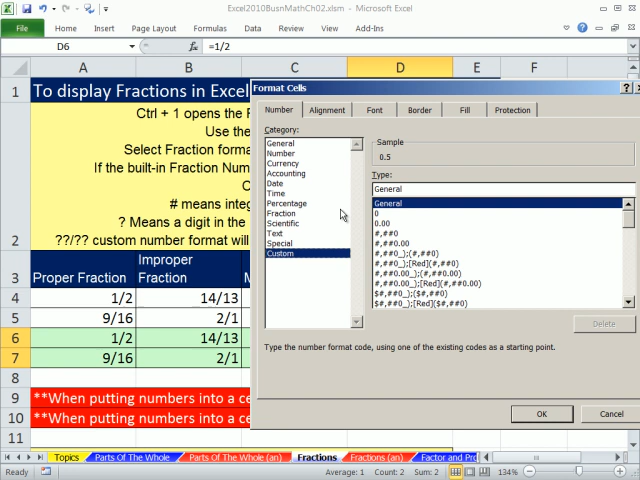 Excel2010BusnMathCh02.xlsm - Microsoft Excel
File Home Insert Page Layout Formulas Data Review View Add-Ins
D6 fx =1/2
A B C D E F
1 To display Fractions in Excel
Ctrl + 1 opens the F
Use the
Select Fraction forma
If the built-in Fraction Num
C
# means integ
? Means a digit in the
2 ??/?? custom number format will
3 Proper Fraction Improper Fraction M
4 1/2 14/13
5 9/16 2/1
6 1/2 14/13
7 9/16 2/1
8
9 **When putting numbers into a ce
10 **When putting numbers into a ce
11
Format Cells
Number Alignment Font Border Fill Protection
Category:
General
Number
Currency
Accounting
Date
Time
Percentage
Fraction
Scientific
Text
Special
Custom
Sample
0.5
Type:
General
General
0
0.00
#,##0
#,##0.00
#,##0_);(#,##0)
#,##0_);[Red](#,##0)
#,##0.00_);(#,##0.00)
#,##0.00_);[Red](#,##0.00)
$#,##0_);($#,##0)
$#,##0_);[Red]($#,##0)
Delete
Type the number format code, using one of the existing codes as a starting point.
OK Cancel
Topics Parts Of The Whole Parts Of The Whole (an) Fractions Fractions (an) Factor and Pro
Ready Average: 1 Count: 2 Sum: 2 134%